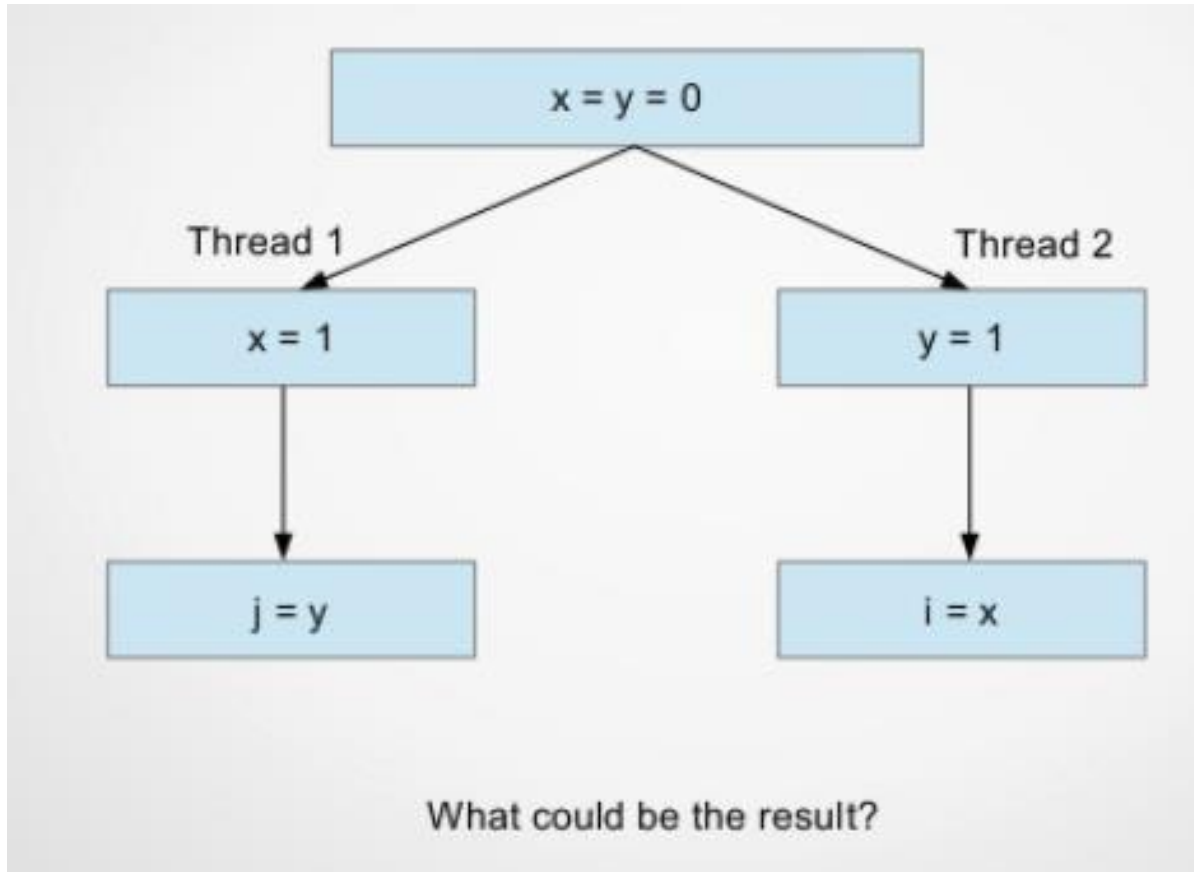 x = y = 0
Thread 1
Thread 2
x = 1
y = 1
j = y
i = x
What could be the result?